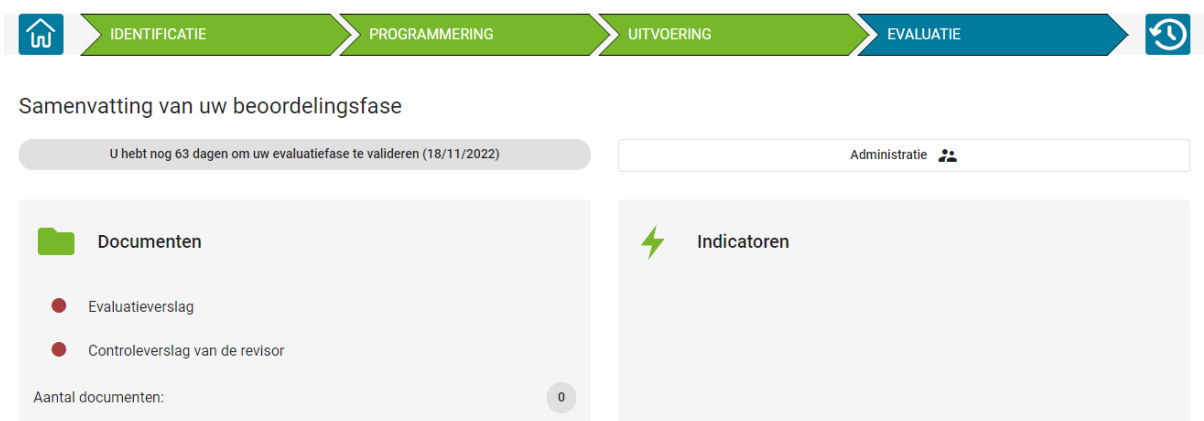 IDENTIFICATIE
PROGRAMMERING
UITVOERING
EVALUATIE
Samenvatting van uw beoordelingsfase
U hebt nog 63 dagen om uw evaluatiefase te valideren (18/11/2022)
Administratie
Documenten
Evaluatieverslag
Controleverslag van de revisor
Aantal documenten: 0
Indicatoren